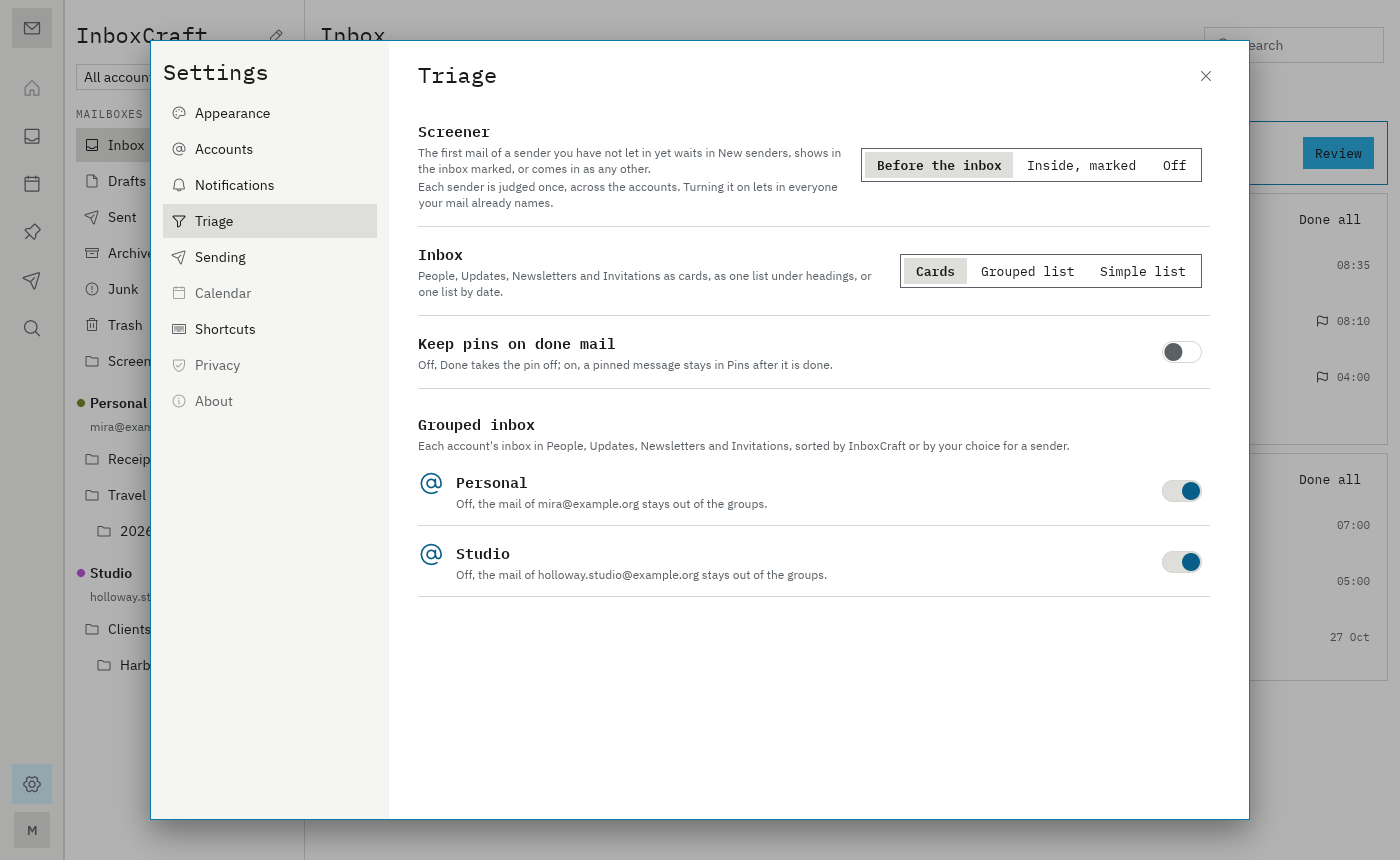 InboxCraft
All accoun
MAILBOXES
Inbox
Drafts
Sent
Archive
Junk
Trash
Screen
Personal
mira@exam
Receip
Travel
2026
Studio
holloway.st
Clients
Harb
M
Inbox
earch
Review
Done all
08:35
08:10
04:00
Done all
07:00
05:00
27 Oct
Settings
Appearance
Accounts
Notifications
Triage
Sending
Calendar
Shortcuts
Privacy
About
Triage
Screener
The first mail of a sender you have not let in yet waits in New senders, shows in
the inbox marked, or comes in as any other.
Each sender is judged once, across the accounts. Turning it on lets in everyone
your mail already names.
Before the inbox Inside, marked Off
Inbox
People, Updates, Newsletters and Invitations as cards, as one list under headings, or
one list by date.
Cards Grouped list Simple list
Keep pins on done mail
Off, Done takes the pin off; on, a pinned message stays in Pins after it is done.
Grouped inbox
Each account's inbox in People, Updates, Newsletters and Invitations, sorted by InboxCraft or by your choice for a sender.
Personal
Off, the mail of mira@example.org stays out of the groups.
Studio
Off, the mail of holloway.studio@example.org stays out of the groups.